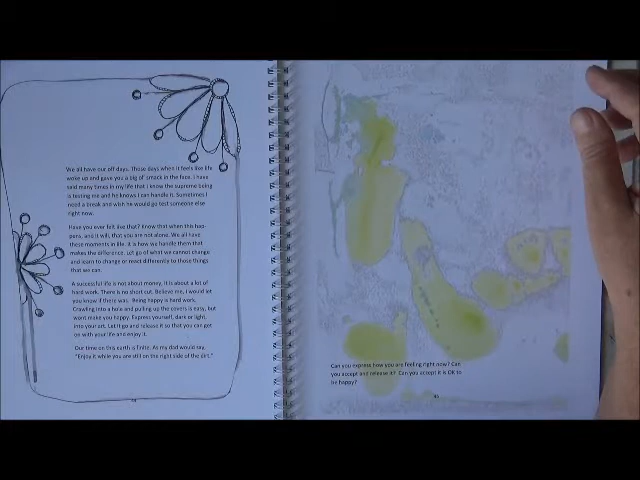 We all have our off days. Those days when it feels like life
woke up and gave you a big ol' smack in the face. I have
said many times in my life that I know the supreme being
is testing me and he knows I can handle it. Sometimes I
need a break and wish he would go test someone else
right now.
Have you ever felt like that? Know that when this hap-
pens, and it will, that you are not alone. We all have
these moments in life. It is how we handle them that
makes the difference. Let go of what we cannot change
and learn to change or react differently to those things
that we can.
A successful life is not about money, it is about a lot of
hard work. There is no short cut. Believe me, I would let
you know if there was. Being happy is hard work.
Crawling into a hole and pulling up the covers is easy, but
wont make you happy. Express yourself, dark or light
into your art. Let it go and release it so that you can get
on with your life and enjoy it.
Our time on this earth is finite. As my dad would say,
"Enjoy it while you are still on the right side of the dirt."
Can you express how you are feeling right now? Can
you accept and release it? Can you accept it is OK to
be happy?